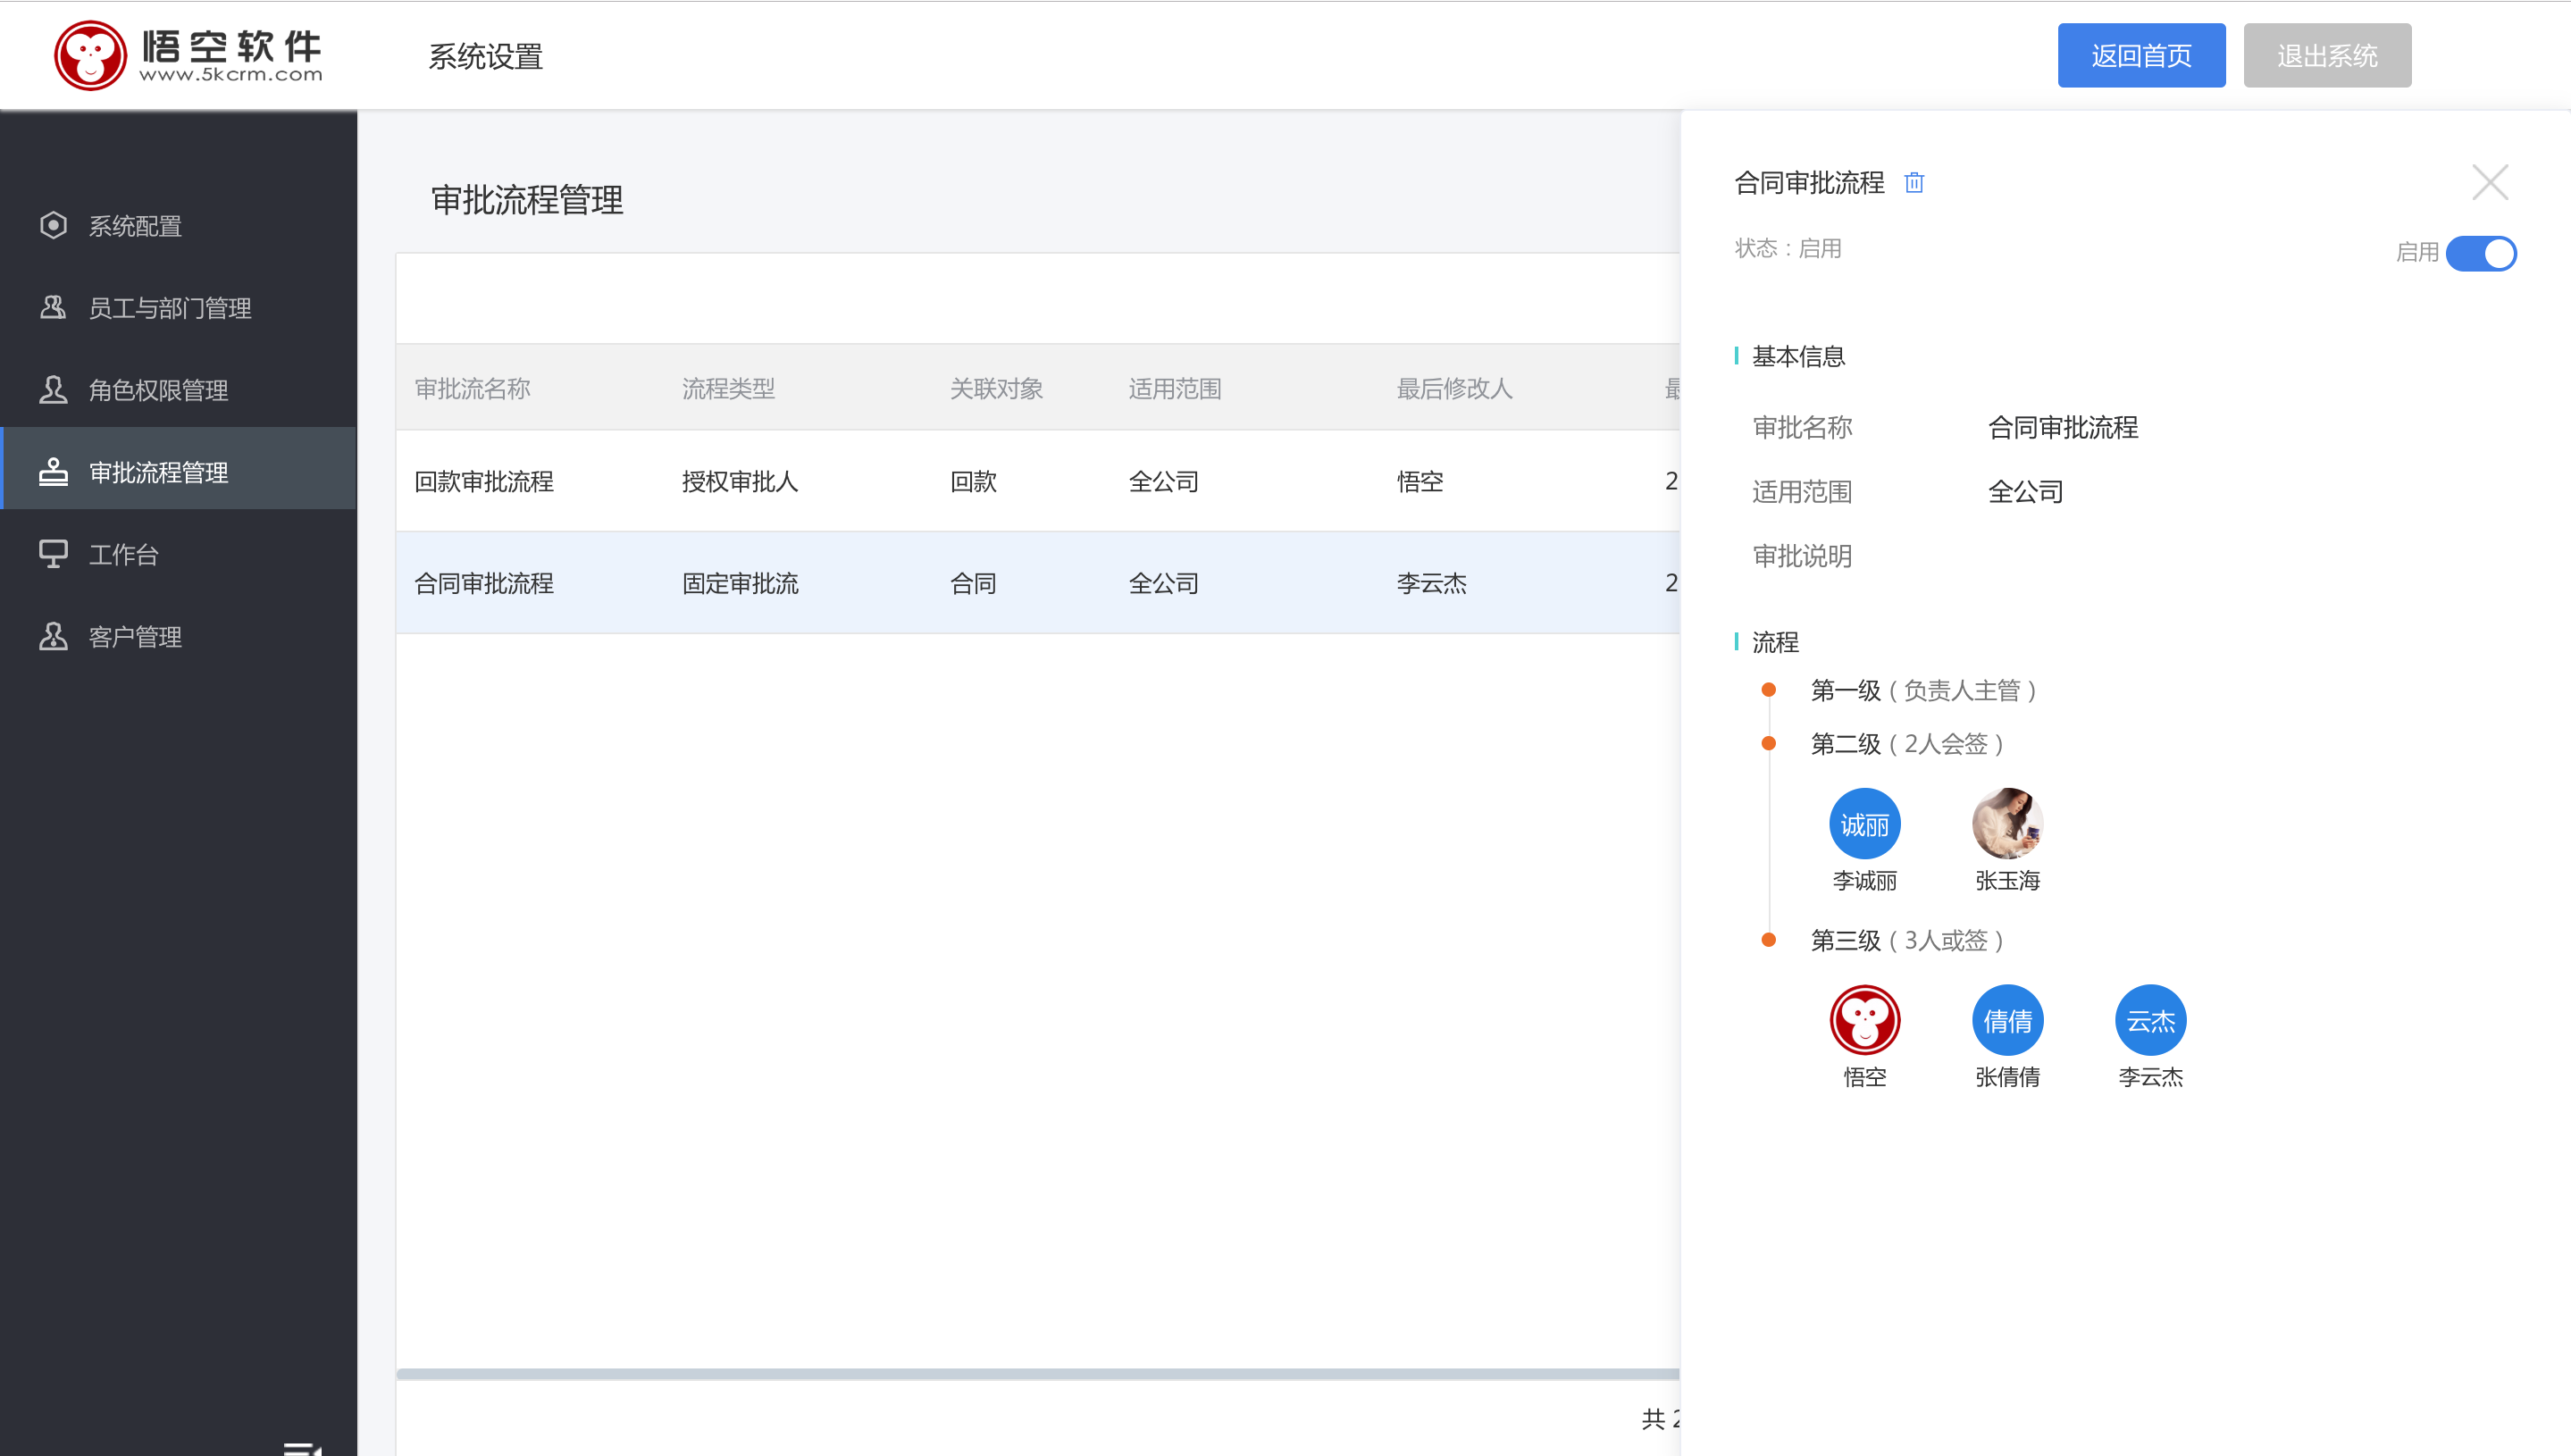 悟空软件
www.5kcrm.com
系统设置
返回首页
退出系统
系统配置
员工与部门管理
角色权限管理
审批流程管理
工作台
客户管理
审批流程管理
审批流名称 流程类型 关联对象 适用范围 最后修改人 最
回款审批流程 授权审批人 回款 全公司 悟空 2
合同审批流程 固定审批流 合同 全公司 李云杰 2
共 2
合同审批流程
状态：启用
启用
基本信息
审批名称 合同审批流程
适用范围 全公司
审批说明
流程
第一级（负责人主管）
第二级（2人会签）
诚丽
李诚丽 张玉海
第三级（3人或签）
倩倩 云杰
悟空 张倩倩 李云杰